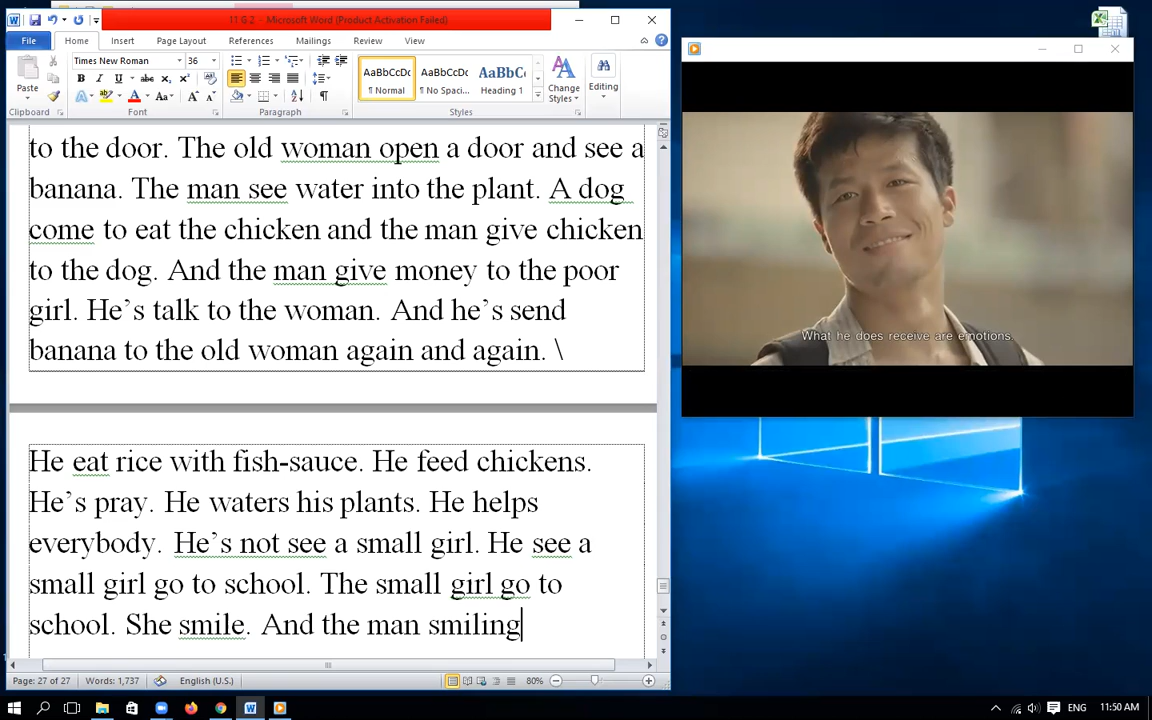 11 G 2 - Microsoft Word (Product Activation Failed)
File Home Insert Page Layout References Mailings Review View
Times New Roman 36
AaBbCcDc AaBbCcDc AaBbC
¶ Normal ¶ No Spaci... Heading 1
Paste Change Styles Editing
Clipboard Font Paragraph Styles
to the door. The old woman open a door and see a
banana. The man see water into the plant. A dog
come to eat the chicken and the man give chicken
to the dog. And the man give money to the poor
girl. He’s talk to the woman. And he’s send
banana to the old woman again and again. \
He eat rice with fish-sauce. He feed chickens.
He’s pray. He waters his plants. He helps
everybody. He’s not see a small girl. He see a
small girl go to school. The small girl go to
school. She smile. And the man smiling
Page: 27 of 27 Words: 1,737 English (U.S.) 80%
What he does receive are emotions.
ENG 11:50 AM